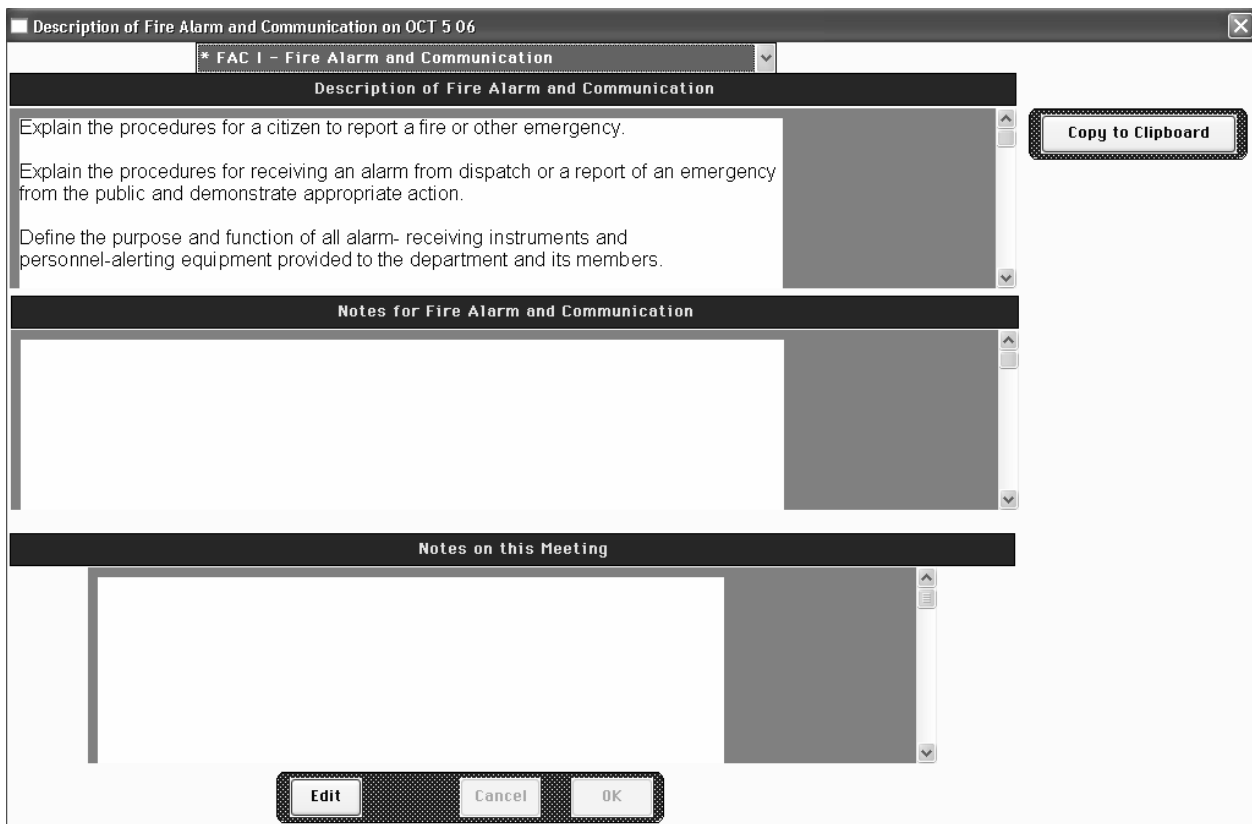 Description of Fire Alarm and Communication on OCT 5 06
* FAC I - Fire Alarm and Communication
Description of Fire Alarm and Communication
Explain the procedures for a citizen to report a fire or other emergency.
Explain the procedures for receiving an alarm from dispatch or a report of an emergency
from the public and demonstrate appropriate action.
Define the purpose and function of all alarm- receiving instruments and
personnel-alerting equipment provided to the department and its members.
Copy to Clipboard
Notes for Fire Alarm and Communication
Notes on this Meeting
Edit
Cancel
OK